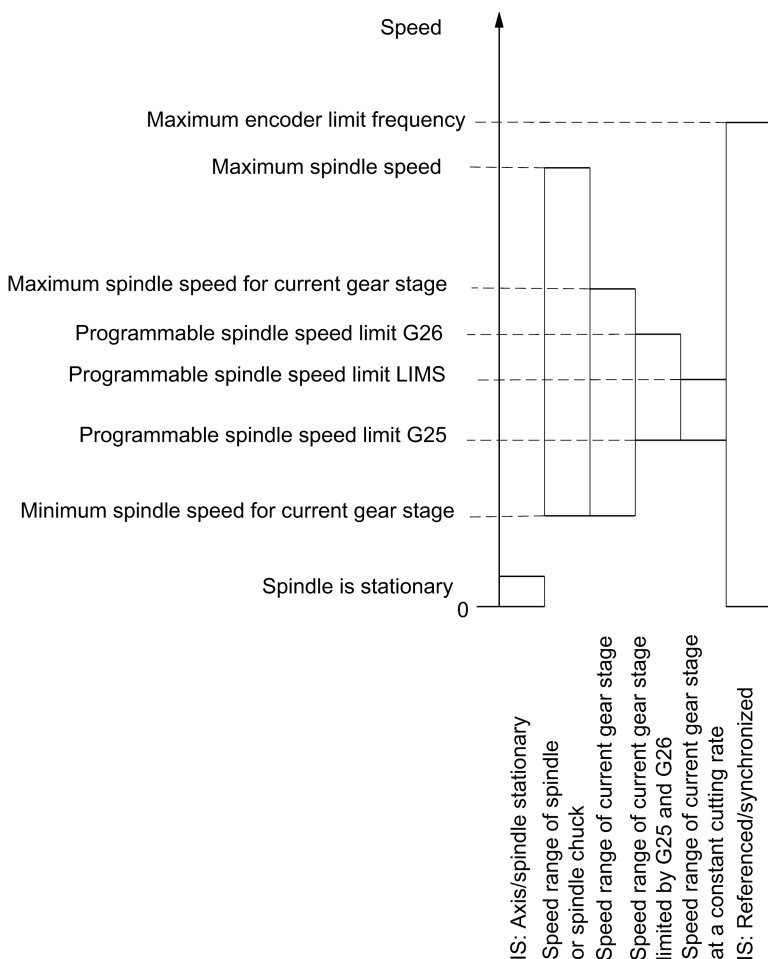 Speed
Maximum encoder limit frequency
Maximum spindle speed
Maximum spindle speed for current gear stage
Programmable spindle speed limit G26
Programmable spindle speed limit LIMS
Programmable spindle speed limit G25
Minimum spindle speed for current gear stage
Spindle is stationary
0
IS: Axis/spindle stationary
Speed range of spindle
or spindle chuck
Speed range of current gear stage
Speed range of current gear stage
limited by G25 and G26
Speed range of current gear stage
at a constant cutting rate
IS: Referenced/synchronized